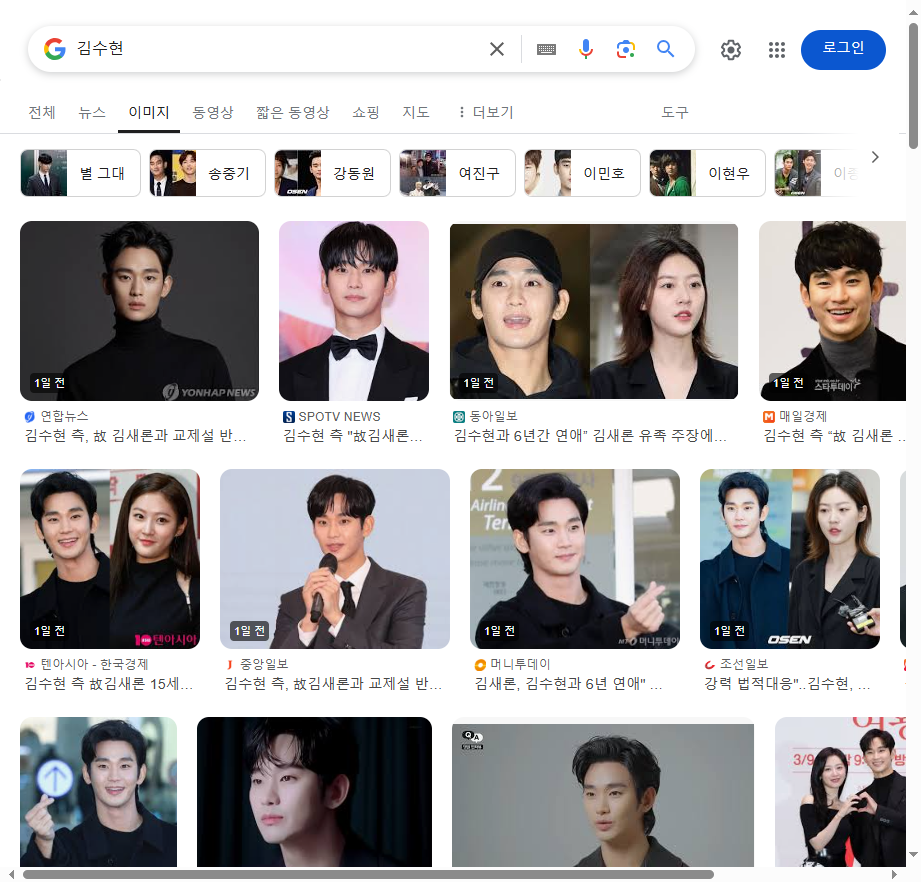 김수현
로그인
전체 뉴스 이미지 동영상 짧은 동영상 쇼핑 지도 더보기 도구
별 그대 송중기 강동원 여진구 이민호 이현우
YONHAP NEWS
스타투데이
1일 전 1일 전 1일 전
연합뉴스 SPOTV NEWS 동아일보 매일경제
김수현 측, 故 김새론과 교제설 반... 김수현 측 "故김새론... 김수현과 6년간 연애” 김새론 유족 주장에... 김수현 측 “故 김새론 ...
2
Airlin
Ter
1일 전 텐아시아 1일 전 1일 전 머니투데이 1일 전 OSEN
텐아시아 - 한국경제 중앙일보 머니투데이 조선일보
김수현 측 故김새론 15세... 김수현 측, 故김새론과 교제설 반... 김새론, 김수현과 6년 연애" ... 강력 법적대응"..김수현, ...
Q A
3/9